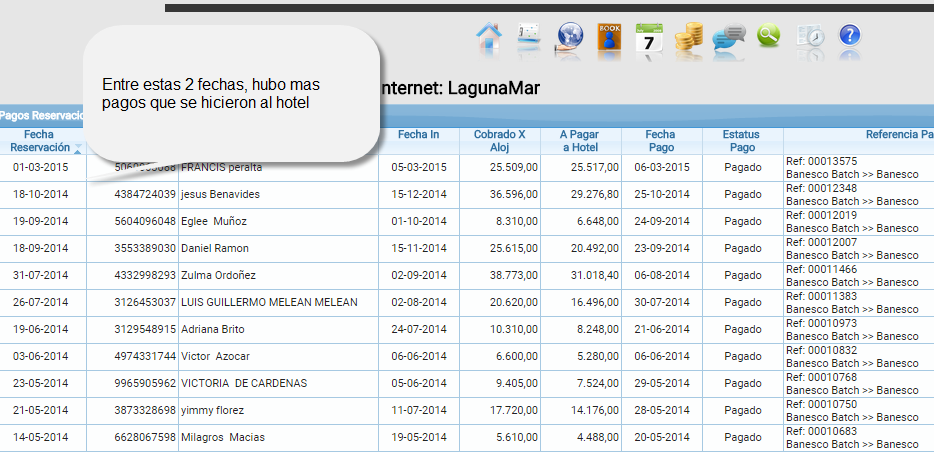 BOOK
7
Entre estas 2 fechas, hubo mas
pagos que se hicieron al hotel
nternet: LagunaMar
Pagos Reservacio
Fecha Reservación Fecha In Cobrado X Aloj A Pagar a Hotel Fecha Pago Estatus Pago Referencia Pa
01-03-2015 FRANCIS peralta 05-03-2015 25.509,00 25.517,00 06-03-2015 Pagado Ref: 00013575
Banesco Batch >> Banesco
18-10-2014 4384724039 jesus Benavides 15-12-2014 36.596,00 29.276,80 25-10-2014 Pagado Ref: 00012348
Banesco Batch >> Banesco
19-09-2014 5604096048 Eglee Muñoz 01-10-2014 8.310,00 6.648,00 24-09-2014 Pagado Ref: 00012019
Banesco Batch >> Banesco
18-09-2014 3553389030 Daniel Ramon 15-11-2014 25.615,00 20.492,00 23-09-2014 Pagado Ref: 00012007
Banesco Batch >> Banesco
31-07-2014 4332998293 Zulma Ordoñez 02-09-2014 38.773,00 31.018,40 06-08-2014 Pagado Ref: 00011466
Banesco Batch >> Banesco
26-07-2014 3126453037 LUIS GUILLERMO MELEAN MELEAN 02-08-2014 20.620,00 16.496,00 30-07-2014 Pagado Ref: 00011383
Banesco Batch >> Banesco
19-06-2014 3129548915 Adriana Brito 24-07-2014 10.310,00 8.248,00 21-06-2014 Pagado Ref: 00010973
Banesco Batch >> Banesco
03-06-2014 4974331744 Victor Azocar 06-06-2014 6.600,00 5.280,00 06-06-2014 Pagado Ref: 00010832
Banesco Batch >> Banesco
23-05-2014 9965905962 VICTORIA DE CARDENAS 05-06-2014 9.405,00 7.524,00 29-05-2014 Pagado Ref: 00010768
Banesco Batch >> Banesco
21-05-2014 3873328698 yimmy florez 11-07-2014 17.720,00 14.176,00 28-05-2014 Pagado Ref: 00010750
Banesco Batch >> Banesco
14-05-2014 6628067598 Milagros Macias 19-05-2014 5.610,00 4.488,00 20-05-2014 Pagado Ref: 00010683
Banesco Batch >> Banesco